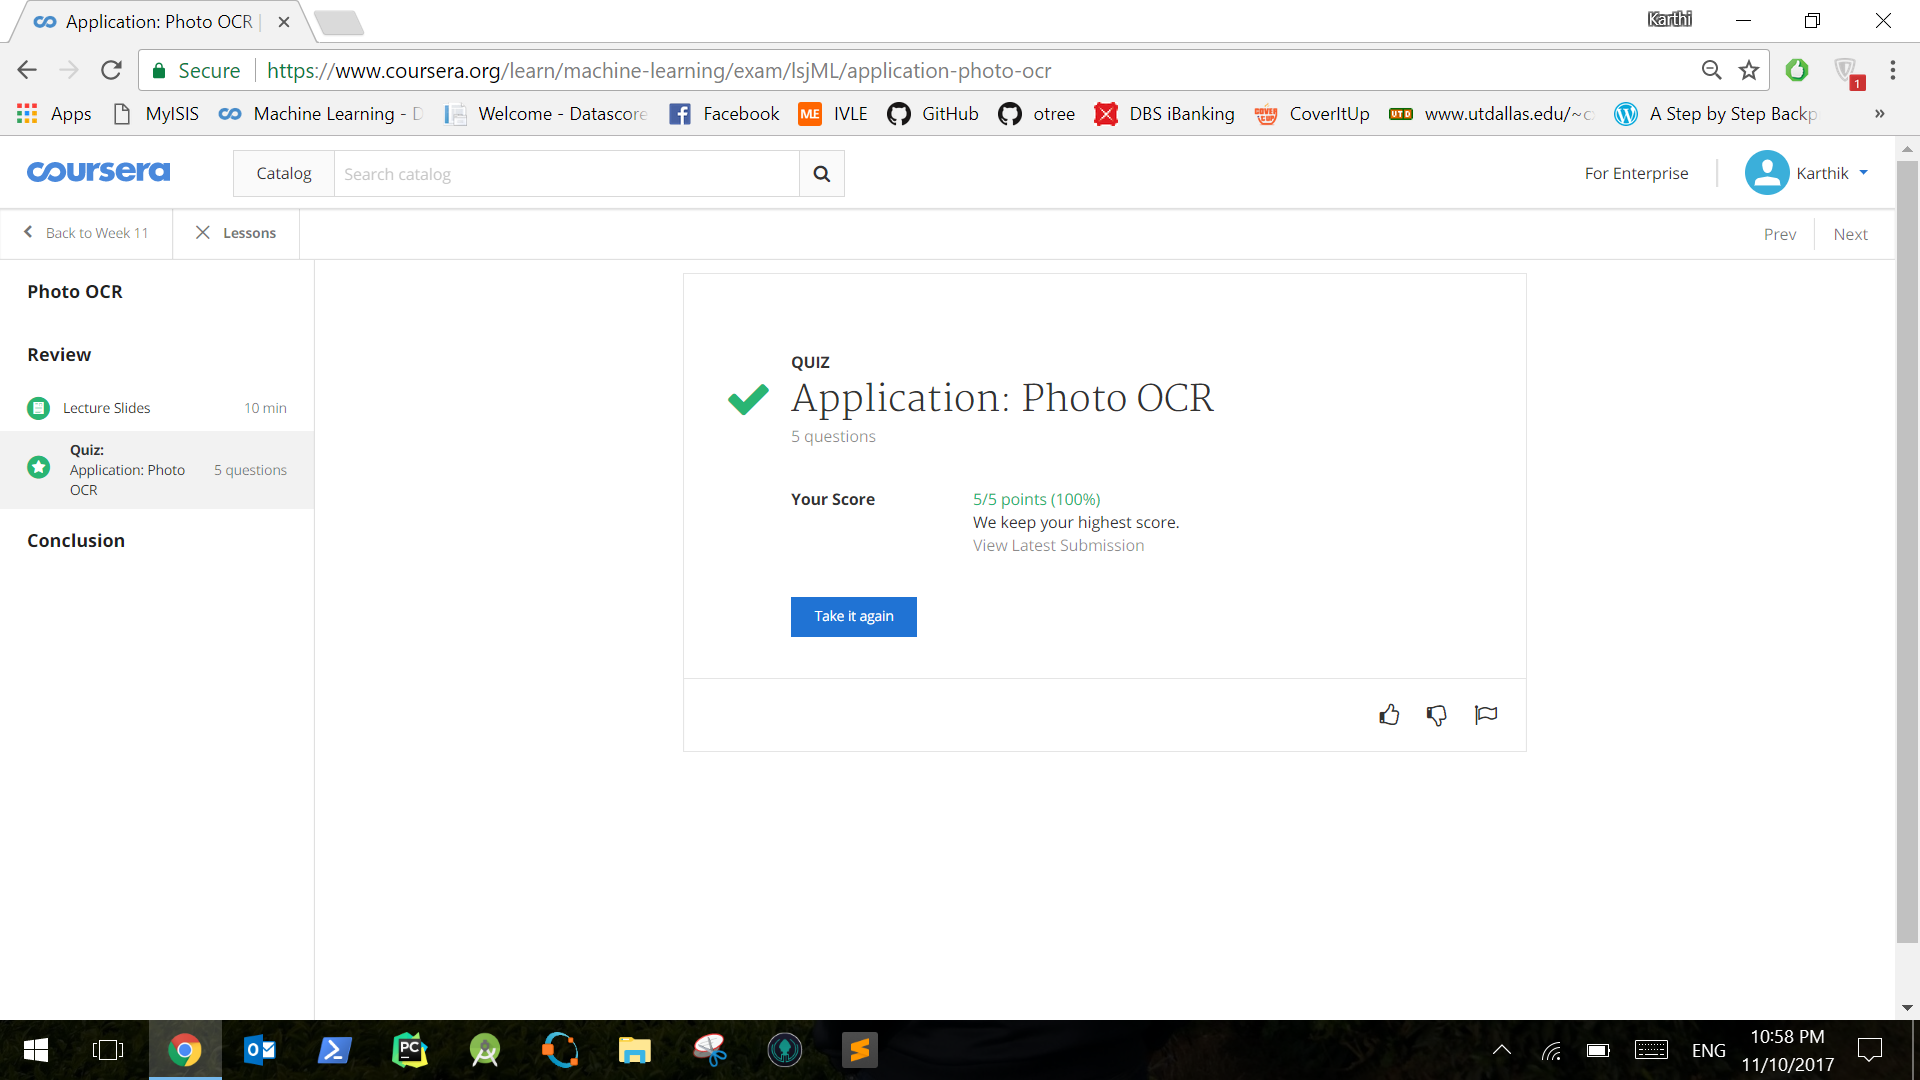 Application: Photo OCR |
Karthi
Secure
https://www.coursera.org/learn/machine-learning/exam/lsjML/application-photo-ocr
1
Apps
MyISIS
Machine Learning - D
Welcome - Datascore
Facebook
ME
IVLE
GitHub
otree
DBS iBanking
CoverItUp
UTD
www.utdallas.edu/~c
A Step by Step Backp
»
coursera
Catalog
Search catalog
For Enterprise
Karthik
Back to Week 11
Lessons
Prev
Next
Photo OCR
Review
Lecture Slides
10 min
Quiz:
Application: Photo
OCR
5 questions
Conclusion
QUIZ
Application: Photo OCR
5 questions
Your Score
5/5 points (100%)
We keep your highest score.
View Latest Submission
Take it again
PC
ENG
10:58 PM
11/10/2017